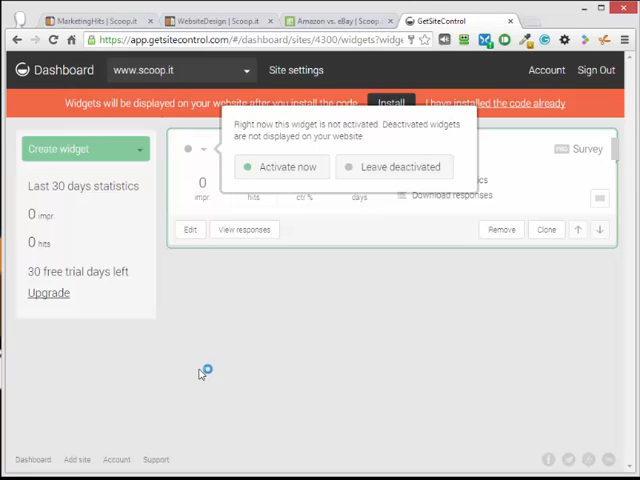 MarketingHits | Scoop.it
WebsiteDesign | Scoop.it
Amazon vs. eBay | Scoop
GetSiteControl
https://app.getsitecontrol.com/#/dashboard/sites/4300/widgets?widge
Dashboard
www.scoop.it
Site settings
Account
Sign Out
Widgets will be displayed on your website after you install the code
Install
I have installed the code already
Create widget
Last 30 days statistics
0 impr.
0 hits
30 free trial days left
Upgrade
Right now this widget is not activated. Deactivated widgets
are not displayed on your website
Activate now
Leave deactivated
PRO
Survey
0
impr.
hits
ctr %
days
Download responses
Edit
View responses
Remove
Clone
Dashboard
Add site
Account
Support